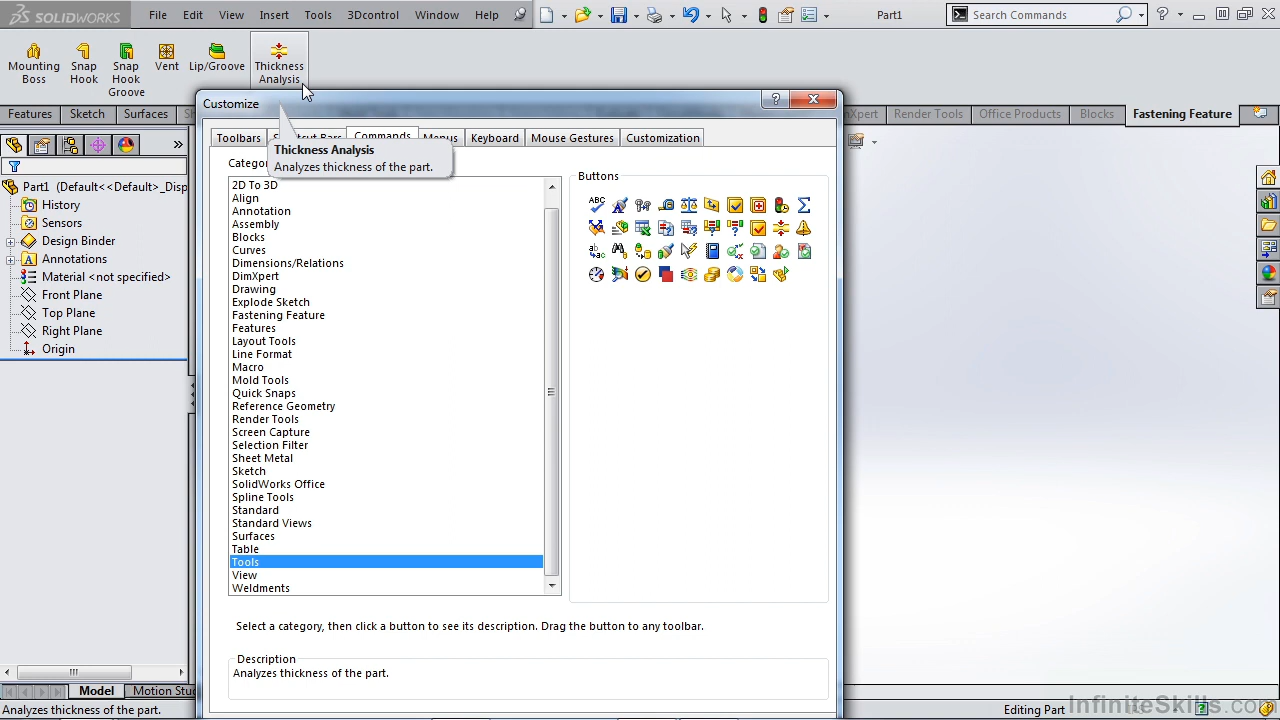 SOLIDWORKS File Edit View Insert Tools 3Dcontrol Window Help Part1 Search Commands
Mounting Boss
Snap Hook
Snap Hook Groove
Vent
Lip/Groove
Thickness Analysis
Features Sketch Surfaces Render Tools Office Products Blocks Fastening Feature
Customize
Toolbars Shortcut Bars Commands Menus Keyboard Mouse Gestures Customization
Thickness Analysis
Analyzes thickness of the part.
Part1 (Default<<Default>_Disp
History
Sensors
Design Binder
Annotations
Material <not specified>
Front Plane
Top Plane
Right Plane
Origin
2D To 3D
Align
Annotation
Assembly
Blocks
Curves
Dimensions/Relations
DimXpert
Drawing
Explode Sketch
Fastening Feature
Features
Layout Tools
Line Format
Macro
Mold Tools
Quick Snaps
Reference Geometry
Render Tools
Screen Capture
Selection Filter
Sheet Metal
Sketch
SolidWorks Office
Spline Tools
Standard
Standard Views
Surfaces
Table
Tools
View
Weldments
Buttons
Select a category, then click a button to see its description. Drag the button to any toolbar.
Description
Analyzes thickness of the part.
Model Motion Stu
Analyzes thickness of the part.
Editing Part
InfiniteSkills.com